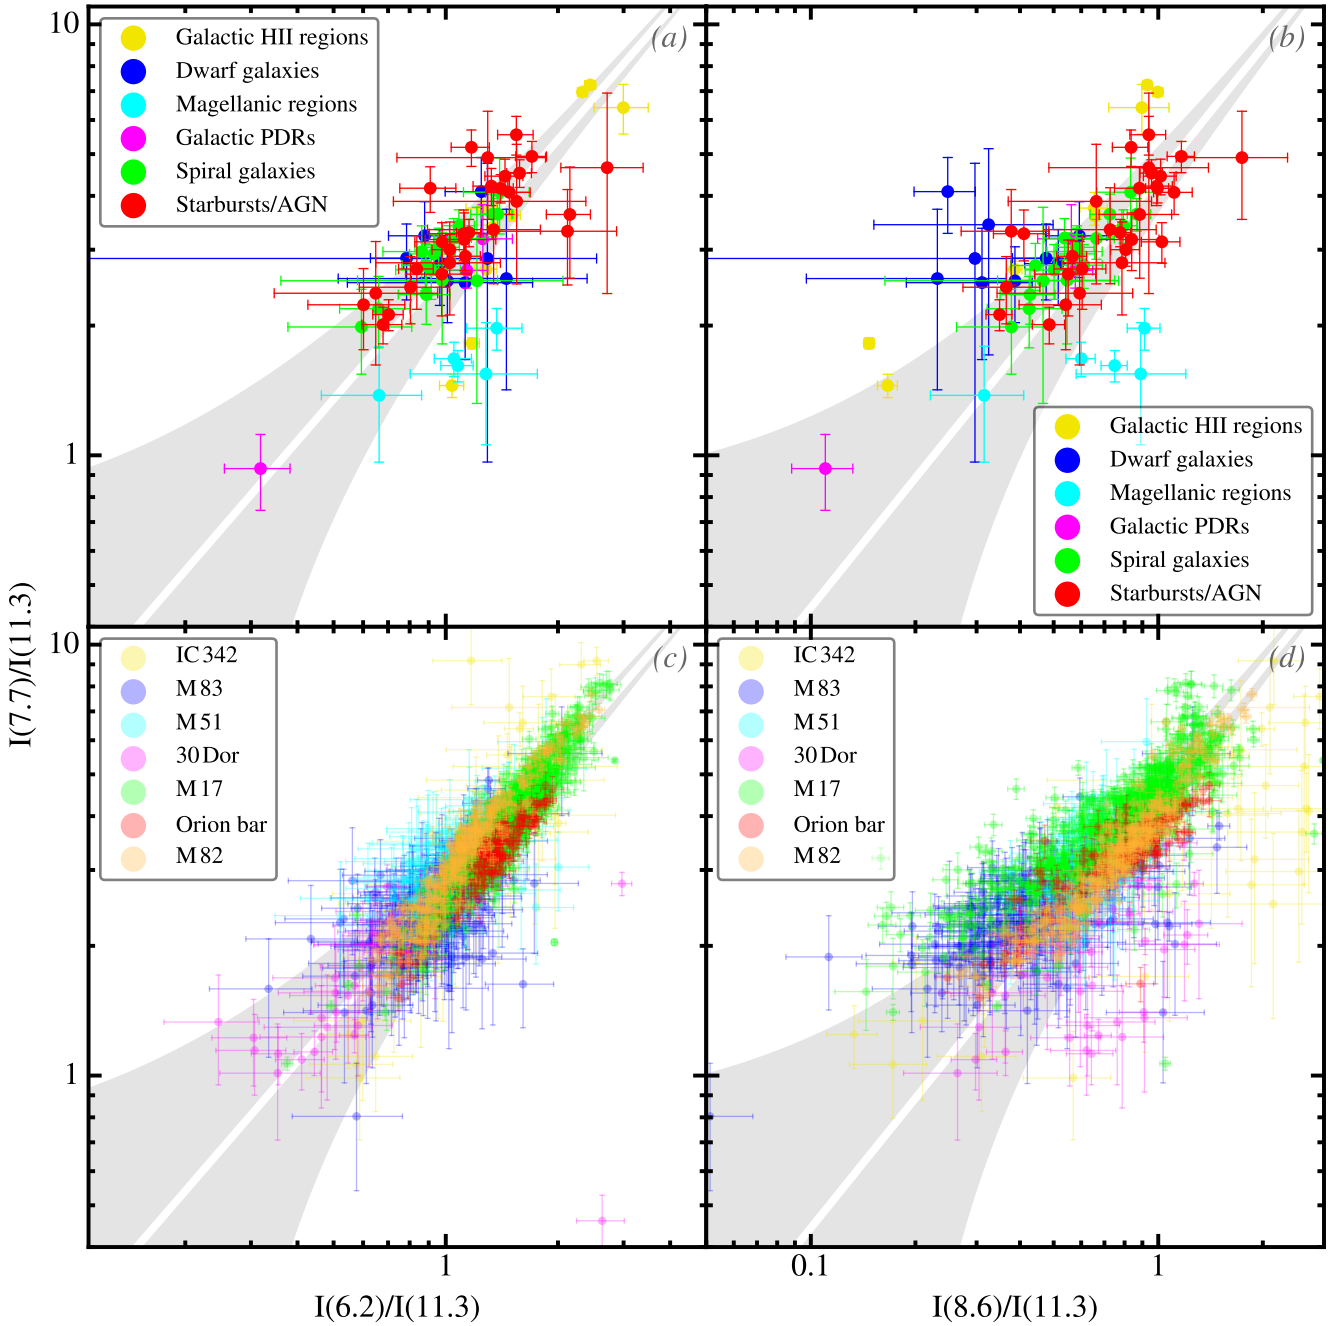 10
(a)
(b)
Galactic HII regions
Dwarf galaxies
Magellanic regions
Galactic PDRs
Spiral galaxies
Starbursts/AGN
1
Galactic HII regions
Dwarf galaxies
Magellanic regions
Galactic PDRs
Spiral galaxies
Starbursts/AGN
I(7.7)/I(11.3)
10
(c)
(d)
IC 342
M 83
M 51
30 Dor
M 17
Orion bar
M 82
IC 342
M 83
M 51
30 Dor
M 17
Orion bar
M 82
1
1
0.1
1
I(6.2)/I(11.3)
I(8.6)/I(11.3)